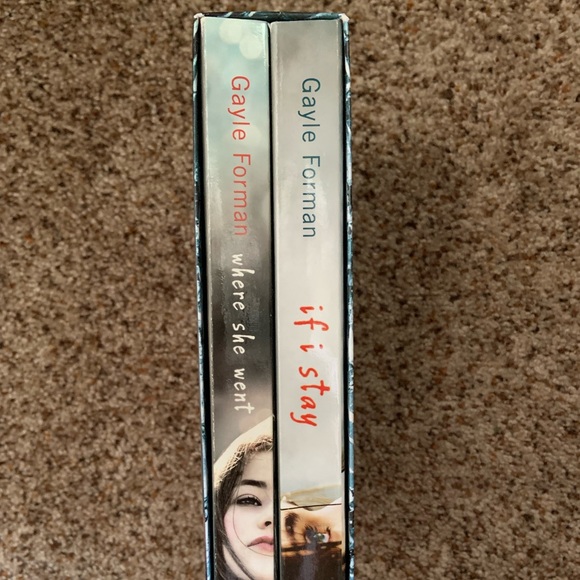 Gayle Forman where she went
Gayle Forman if i stay